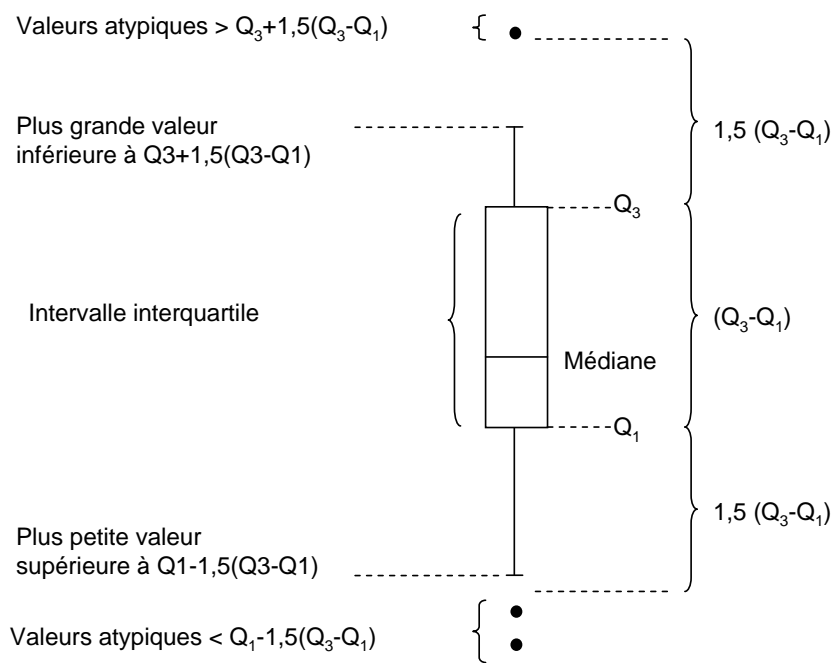 Valeurs atypiques > Q₃+1,5(Q₃-Q₁)
Plus grande valeur
inférieure à Q3+1,5(Q3-Q1)
1,5 (Q₃-Q₁)
Q₃
Intervalle interquartile
(Q₃-Q₁)
Médiane
Q₁
1,5 (Q₃-Q₁)
Plus petite valeur
supérieure à Q1-1,5(Q3-Q1)
Valeurs atypiques < Q₁-1,5(Q₃-Q₁)